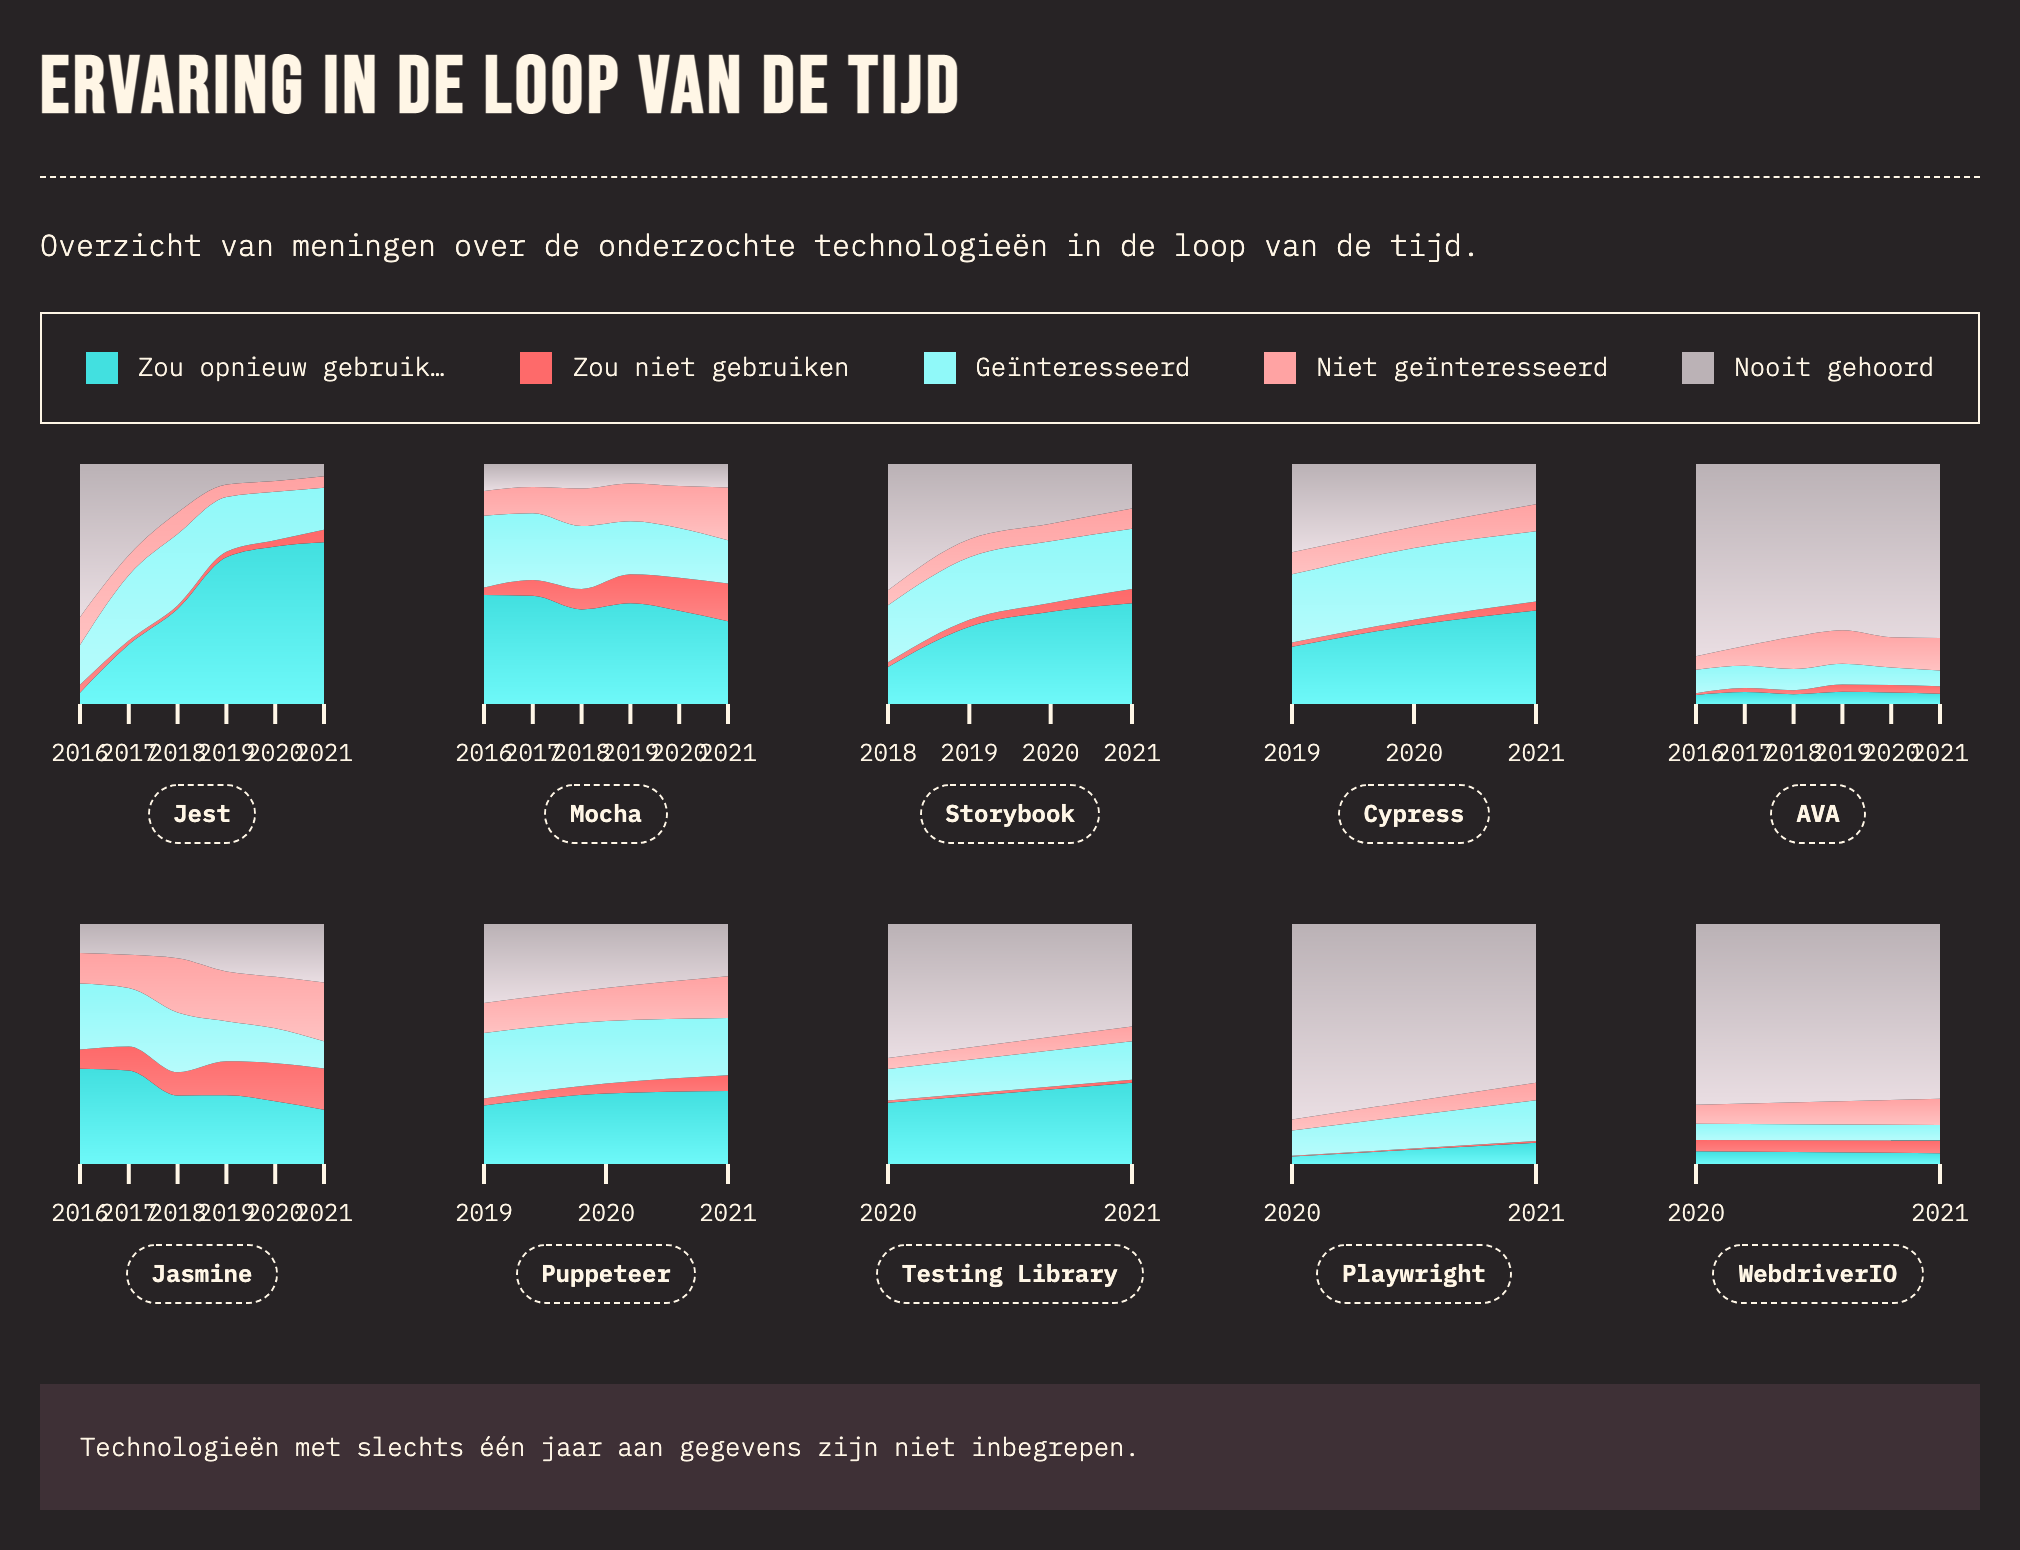 ERVARING IN DE LOOP VAN DE TIJD
Overzicht van meningen over de onderzochte technologieën in de loop van de tijd.
Zou opnieuw gebruik… Zou niet gebruiken Geïnteresseerd Niet geïnteresseerd Nooit gehoord
2016 2017 2018 2019 2020 2021 2016 2017 2018 2019 2020 2021 2018 2019 2020 2021 2019 2020 2021 2016 2017 2018 2019 2020 2021
Jest Mocha Storybook Cypress AVA
2016 2017 2018 2019 2020 2021 2019 2020 2021 2020 2021 2020 2021 2020 2021
Jasmine Puppeteer Testing Library Playwright WebdriverIO
Technologieën met slechts één jaar aan gegevens zijn niet inbegrepen.